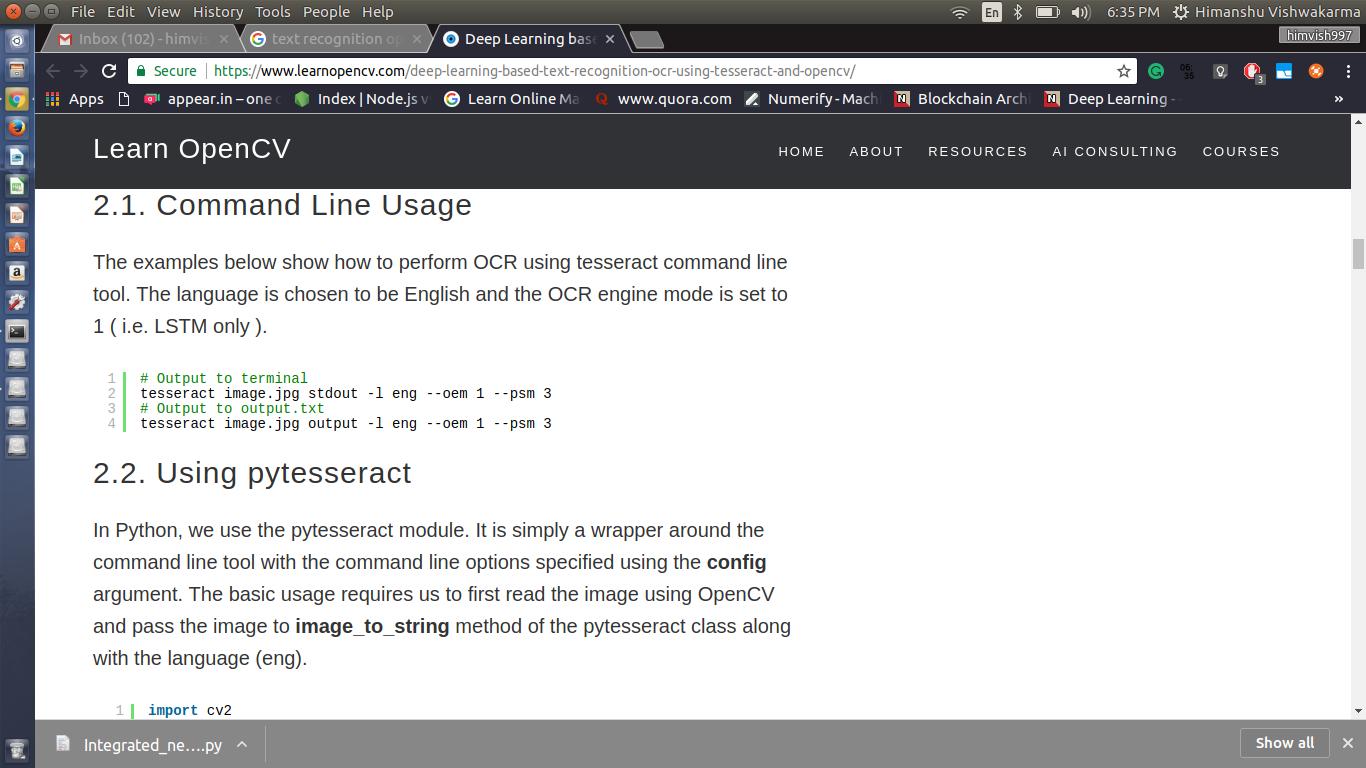 File Edit View History Tools People Help
En 6:35 PM Himanshu Vishwakarma
Inbox (102) - himvis
text recognition op
Deep Learning bas
himvish997
Secure https://www.learnopencv.com/deep-learning-based-text-recognition-ocr-using-tesseract-and-opencv/
06:
35
3
Apps appear.in – one c Index | Node.js v Learn Online Ma www.quora.com Numerify - Mach Blockchain Archi Deep Learning -
Learn OpenCV
HOME ABOUT RESOURCES AI CONSULTING COURSES
2.1. Command Line Usage
The examples below show how to perform OCR using tesseract command line
tool. The language is chosen to be English and the OCR engine mode is set to
1 ( i.e. LSTM only ).
1 # Output to terminal
2 tesseract image.jpg stdout -l eng --oem 1 --psm 3
3 # Output to output.txt
4 tesseract image.jpg output -l eng --oem 1 --psm 3
2.2. Using pytesseract
In Python, we use the pytesseract module. It is simply a wrapper around the
command line tool with the command line options specified using the config
argument. The basic usage requires us to first read the image using OpenCV
and pass the image to image_to_string method of the pytesseract class along
with the language (eng).
1 import cv2
Integrated_ne....py
Show all